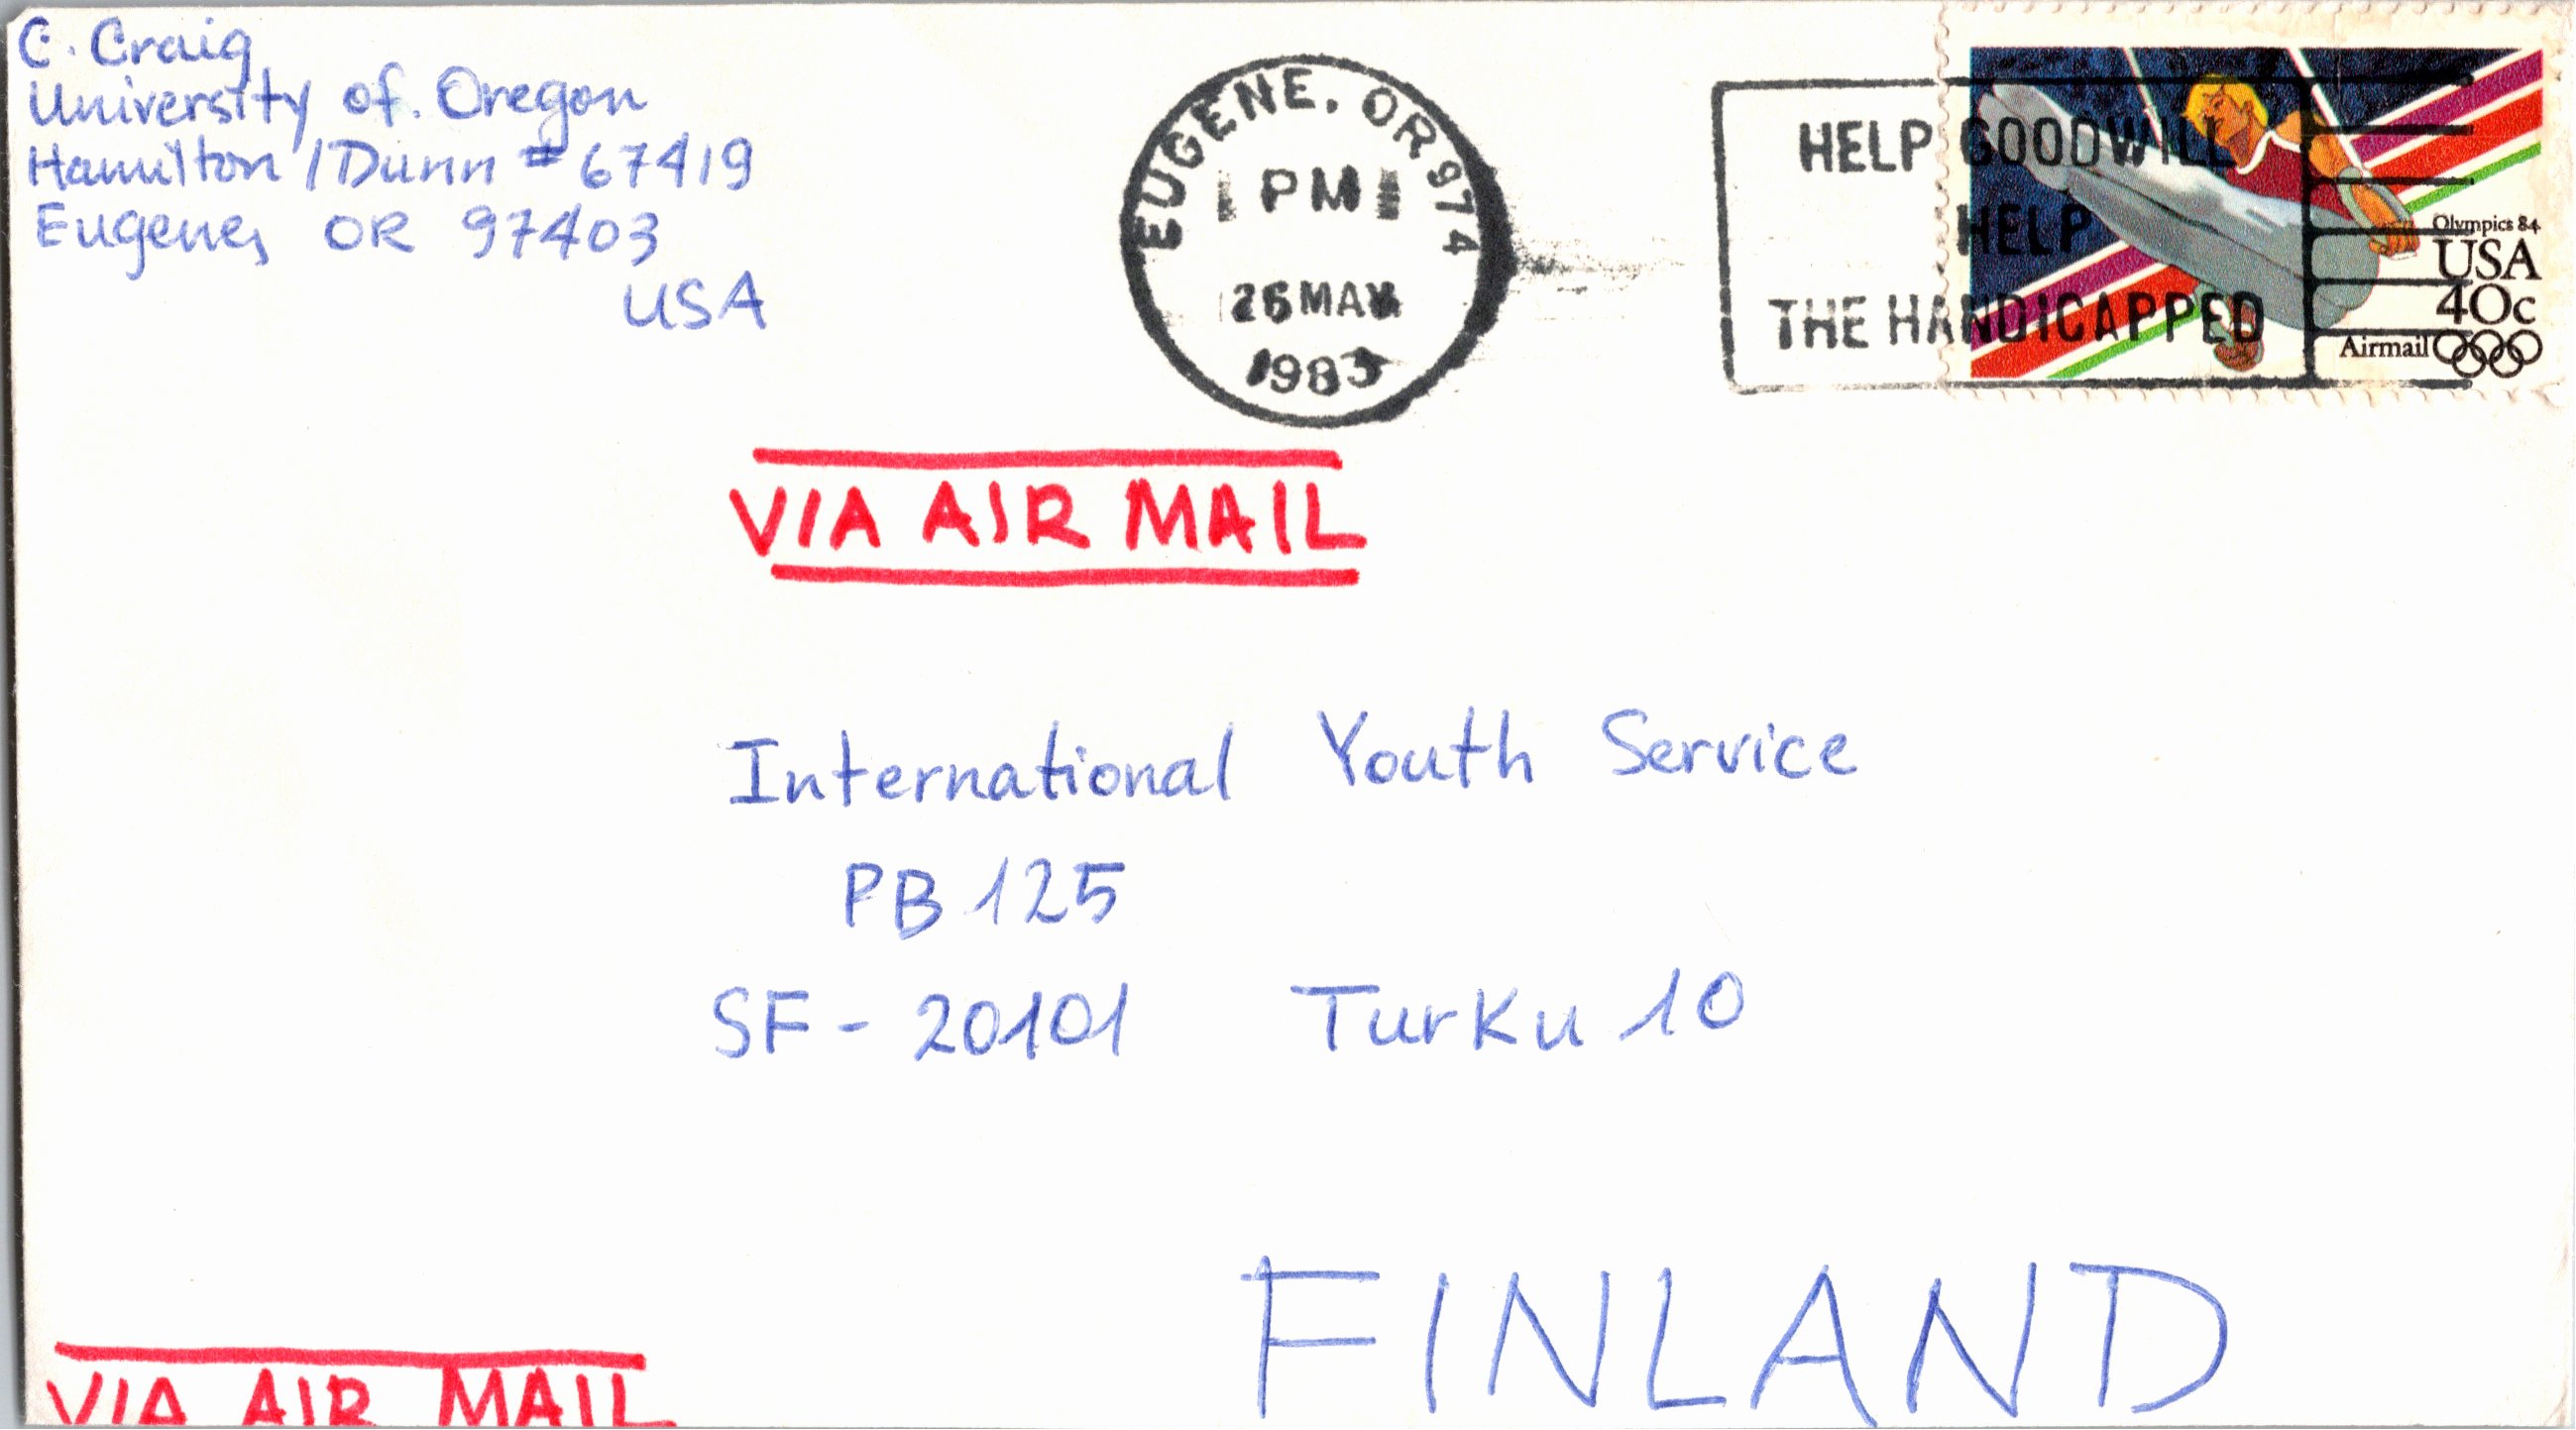 C. Craig
University of. Oregon
Hamilton / Dunn # 67419
Eugene, OR 97403
USA
EUGENE, OR 974
PM
1983
HELP GOODWILL
HELP
THE HANDICAPPED
Olympics 84
USA
40c
Airmail
VIA AIR MAIL
International Youth Service
PB 125
SF - 20101 Turku 10
FINLAND
VIA AIR MAIL